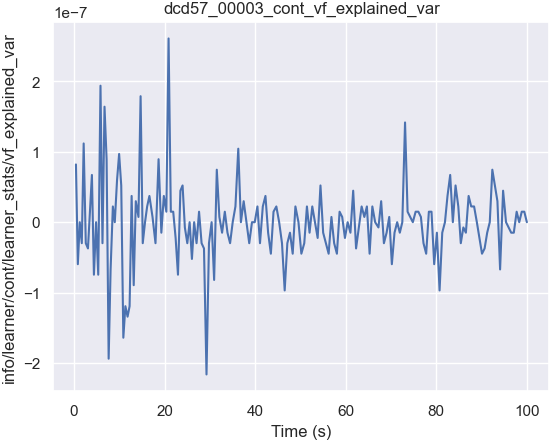 dcd57_00003_cont_vf_explained_var
1e−7
info/learner/cont/learner_stats/vf_explained_var
2
1
0
−1
−2
0 20 40 60 80 100
Time (s)